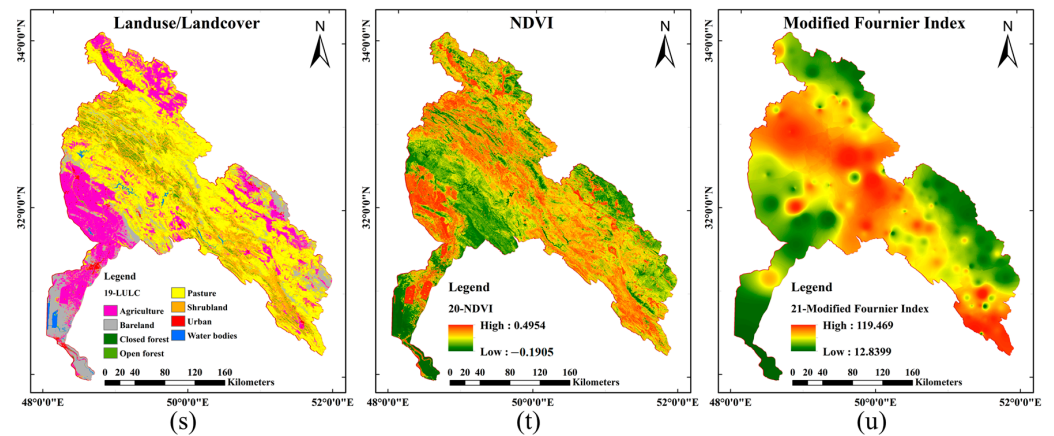 Landuse/Landcover
N
34°0'0"N
32°0'0"N
Legend
19-LULC
Agriculture
Bareland
Closed forest
Open forest
Pasture
Shrubland
Urban
Water bodies
0 20 40 80 120 160
Kilometers
48°0'0"E 50°0'0"E 52°0'0"E
(s)
NDVI
N
34°0'0"N
32°0'0"N
Legend
20-NDVI
High : 0.4954
Low : −0.1905
0 20 40 80 120 160
Kilometers
48°0'0"E 50°0'0"E 52°0'0"E
(t)
Modified Fournier Index
N
34°0'0"N
32°0'0"N
Legend
21-Modified Fournier Index
High : 119.469
Low : 12.8399
0 20 40 80 120 160
Kilometers
48°0'0"E 50°0'0"E 52°0'0"E
(u)